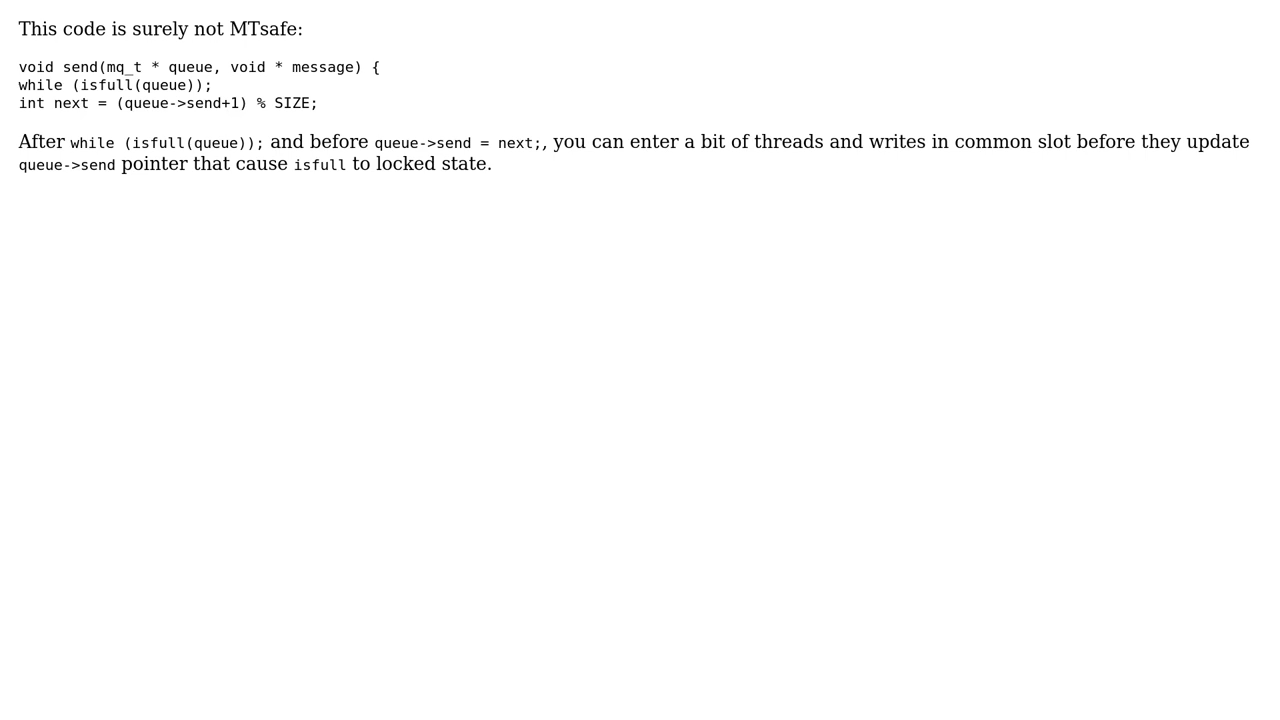 This code is surely not MTsafe:
void send(mq_t * queue, void * message) {
while (isfull(queue));
int next = (queue->send+1) % SIZE;
After while (isfull(queue)); and before queue->send = next;, you can enter a bit of threads and writes in common slot before they update
queue->send pointer that cause isfull to locked state.